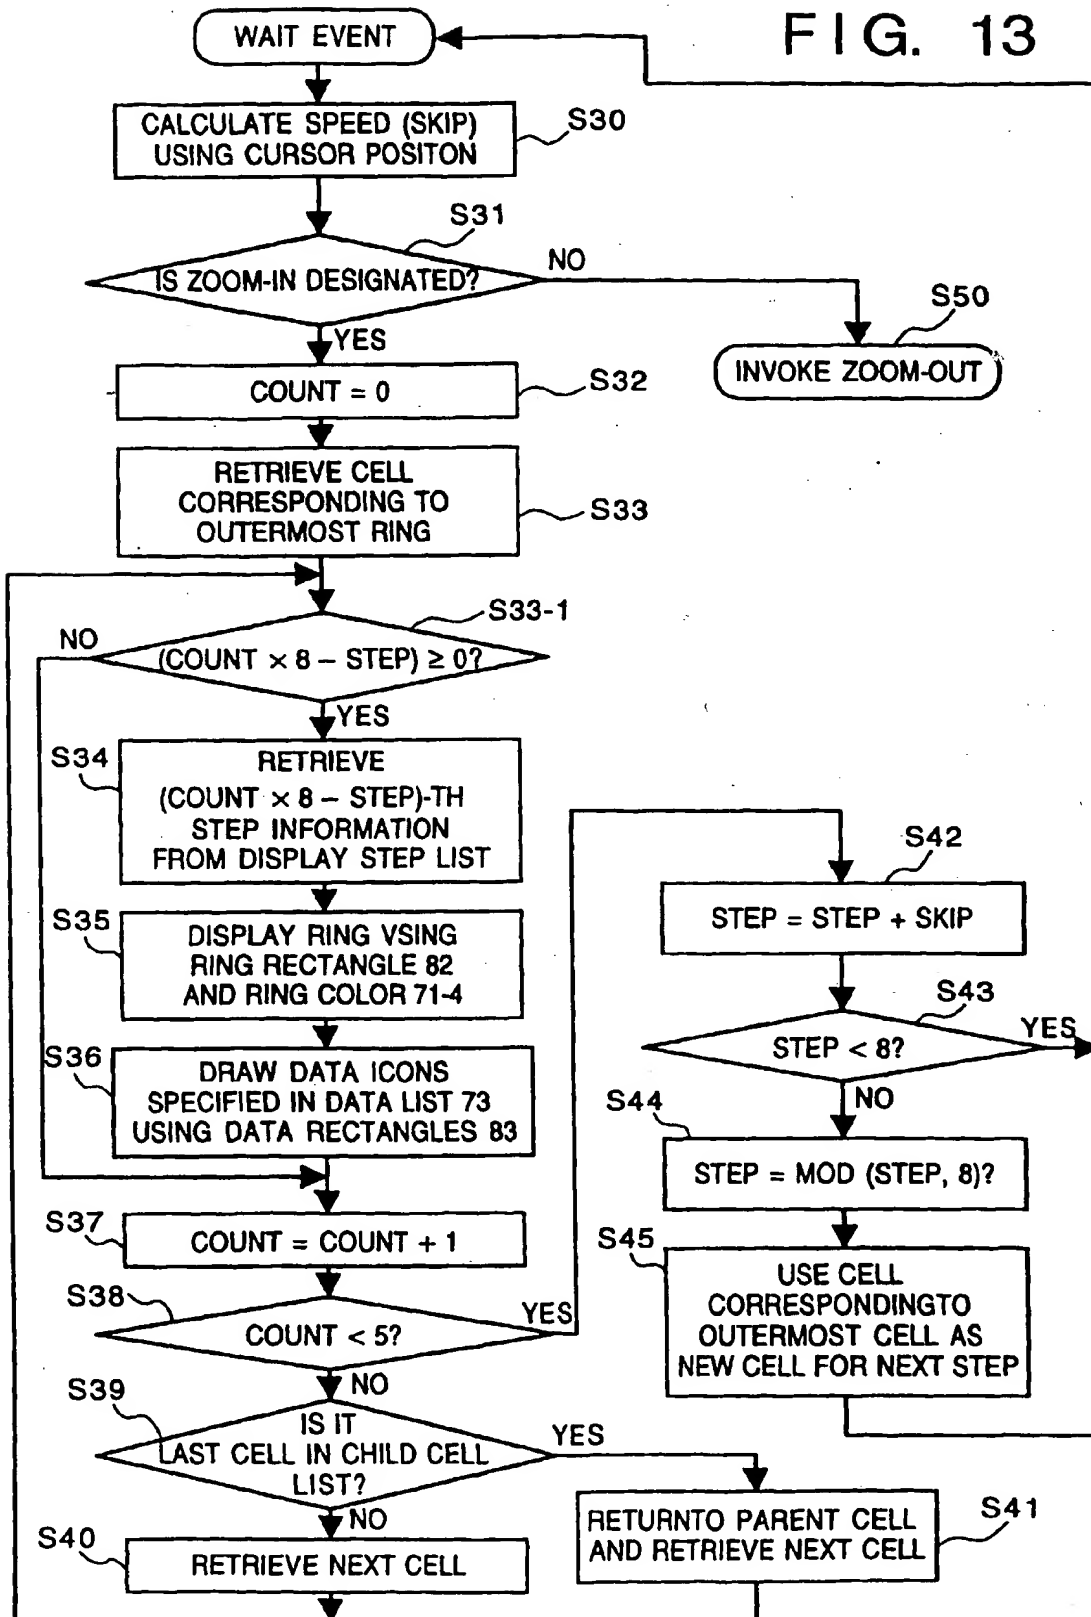 FIG. 13
WAIT EVENT
CALCULATE SPEED (SKIP)
USING CURSOR POSITON
S30
S31
IS ZOOM-IN DESIGNATED?
NO
YES
S50
INVOKE ZOOM-OUT
COUNT = 0
S32
RETRIEVE CELL
CORRESPONDING TO
OUTERMOST RING
S33
S33-1
NO
(COUNT × 8 – STEP) ≥ 0?
YES
S34
RETRIEVE
(COUNT × 8 – STEP)-TH
STEP INFORMATION
FROM DISPLAY STEP LIST
S35
DISPLAY RING VSING
RING RECTANGLE 82
AND RING COLOR 71-4
S36
DRAW DATA ICONS
SPECIFIED IN DATA LIST 73
USING DATA RECTANGLES 83
S37
COUNT = COUNT + 1
S38
COUNT < 5?
YES
NO
S39
IS IT
LAST CELL IN CHILD CELL
LIST?
YES
NO
S40
RETRIEVE NEXT CELL
S41
RETURNTO PARENT CELL
AND RETRIEVE NEXT CELL
S42
STEP = STEP + SKIP
S43
STEP < 8?
YES
NO
S44
STEP = MOD (STEP, 8)?
S45
USE CELL
CORRESPONDINGTO
OUTERMOST CELL AS
NEW CELL FOR NEXT STEP